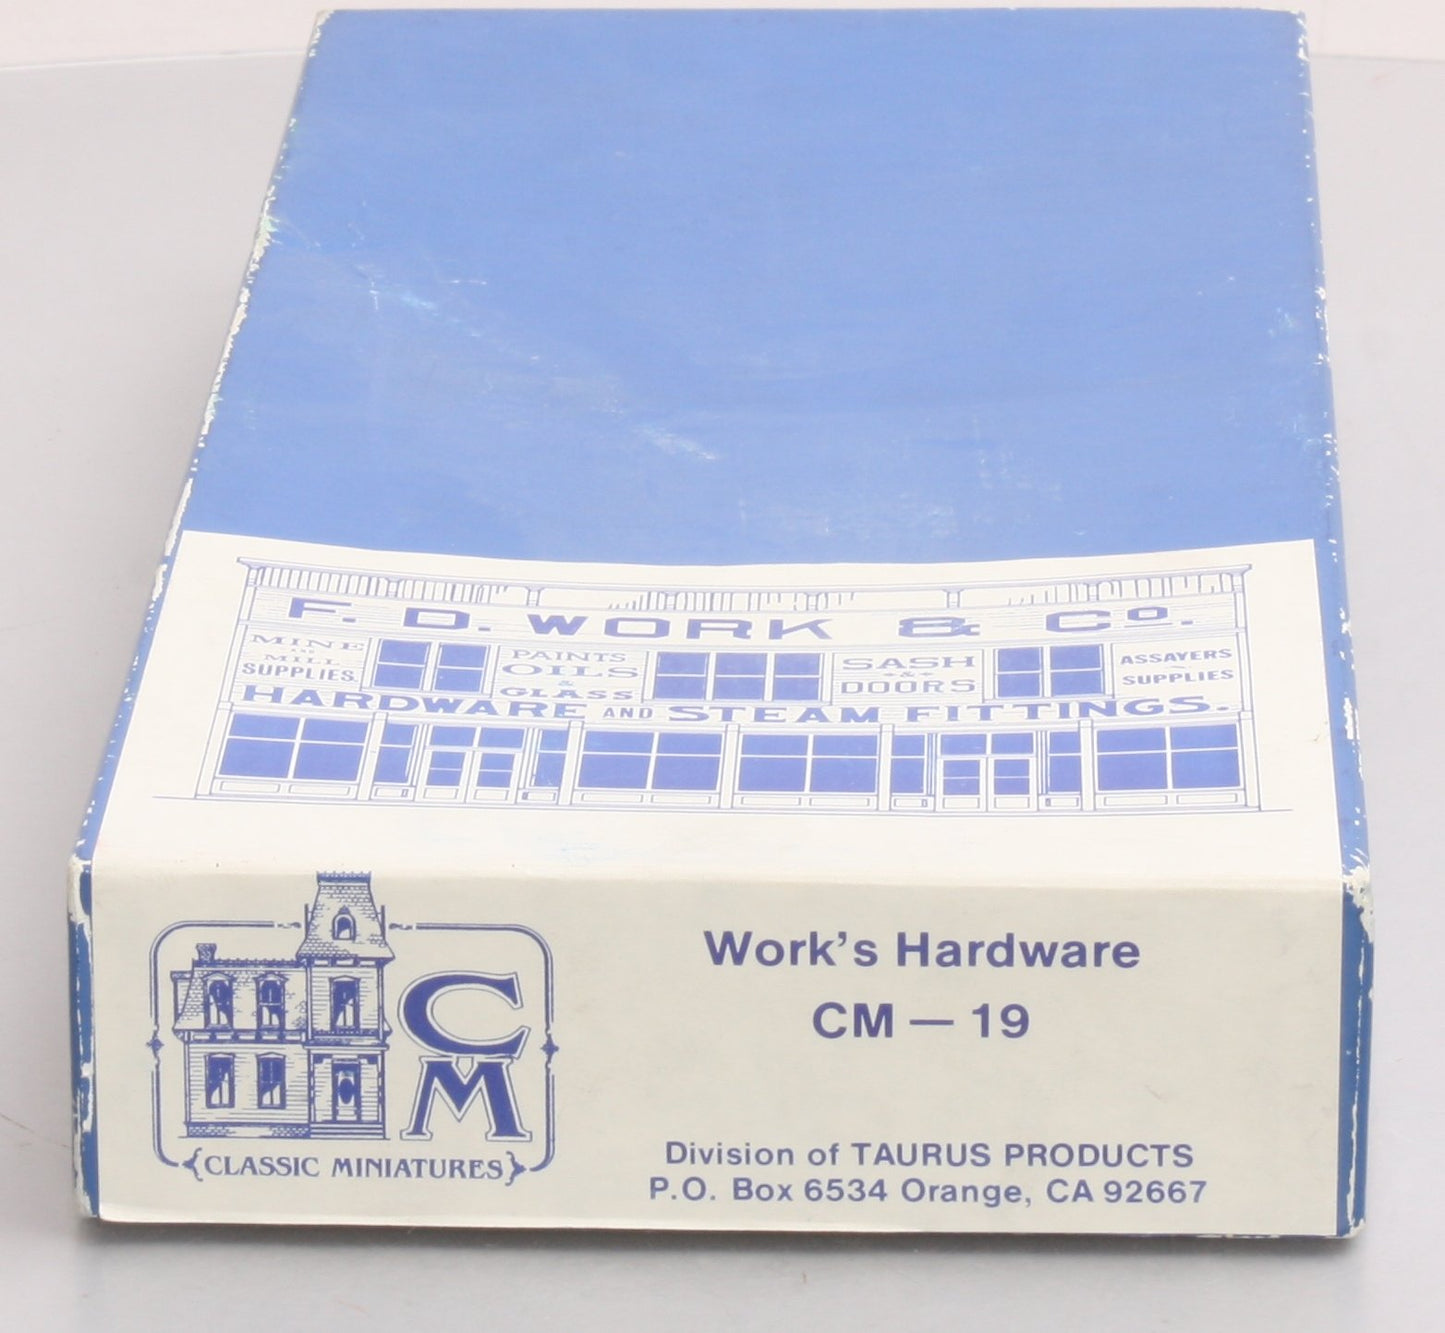 F. D. WORK & Co.
MINE
AND
MILL
SUPPLIES.
PAINTS
OILS
&
GLASS
SASH
&
DOORS
ASSAYERS
SUPPLIES
HARDWARE AND STEAM FITTINGS.
CM
CLASSIC MINIATURES
Work's Hardware
CM — 19
Division of TAURUS PRODUCTS
P.O. Box 6534 Orange, CA 92667